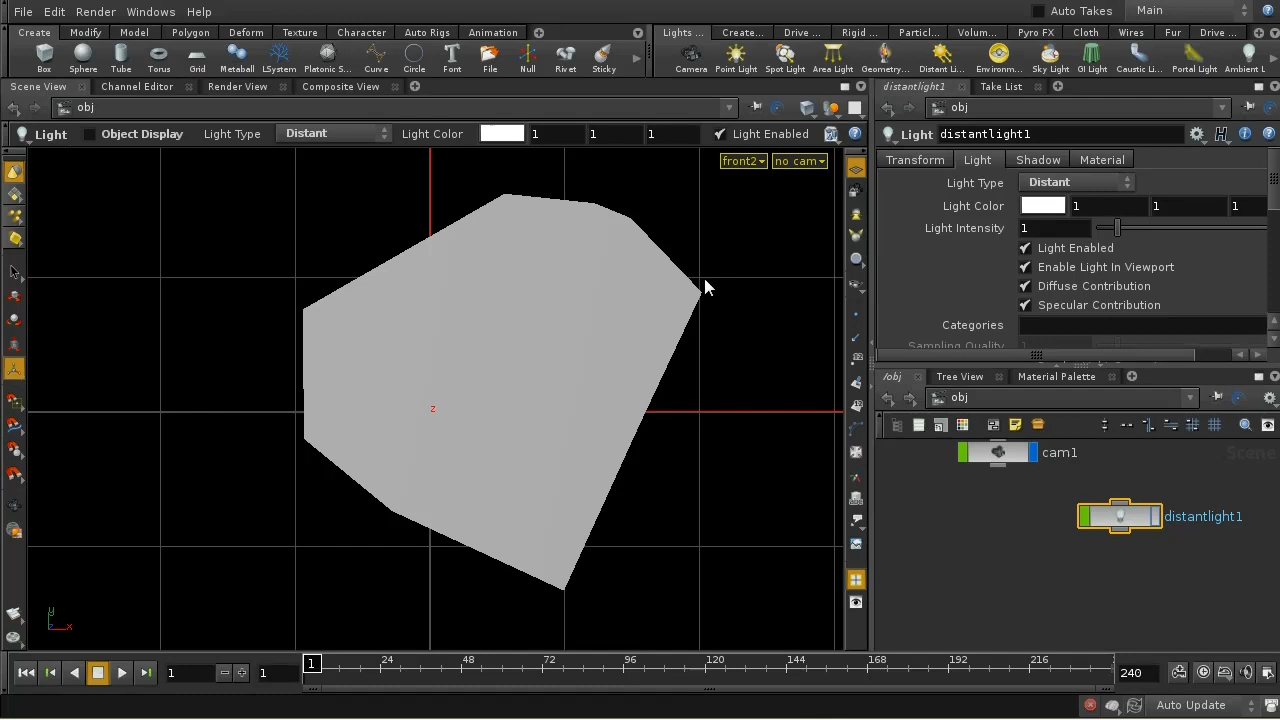 File Edit Render Windows Help
Auto Takes Main
Create Modify Model Polygon Deform Texture Character Auto Rigs Animation
Lights ... Create... Drive ... Rigid ... Particl... Volum... Pyro FX Cloth Wires Fur Drive ...
Box Sphere Tube Torus Grid Metaball LSystem Platonic S... Curve Circle Font File Null Rivet Sticky
Camera Point Light Spot Light Area Light Geometry... Distant Li... Environm... Sky Light GI Light Caustic Li... Portal Light Ambient L
Scene View Channel Editor Render View Composite View
distantlight1 Take List
obj
obj
Light Object Display Light Type Distant Light Color 1 1 1 Light Enabled
Light distantlight1
front2 no cam
Transform Light Shadow Material
Light Type Distant
Light Color 1 1 1
Light Intensity 1
Light Enabled
Enable Light In Viewport
Diffuse Contribution
Specular Contribution
Categories
Sampling Quality
/obj Tree View Material Palette
obj
cam1
Scene
distantlight1
z
y
z x
1 1 1 24 48 72 96 120 144 168 192 216 240
Auto Update